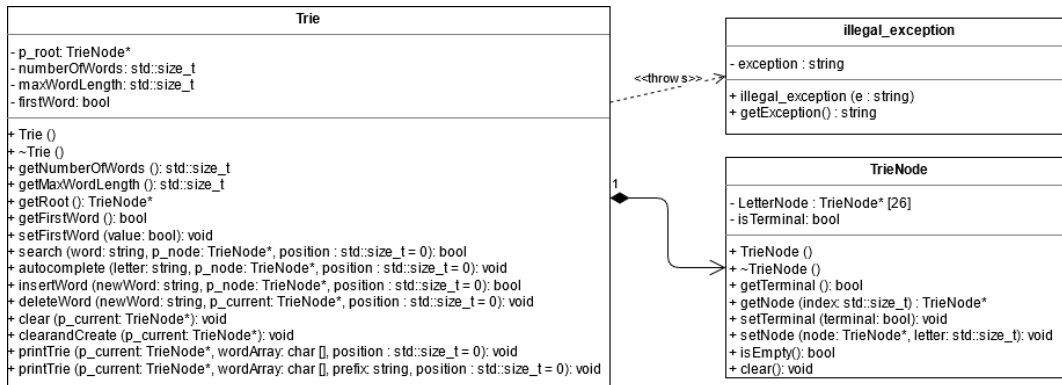 Trie
- p_root: TrieNode*
- numberOfWords: std::size_t
- maxWordLength: std::size_t
- firstWord: bool
+ Trie ()
+ ~Trie ()
+ getNumberOfWords (): std::size_t
+ getMaxWordLength (): std::size_t
+ getRoot (): TrieNode*
+ getFirstWord (): bool
+ setFirstWord (value: bool): void
+ search (word: string, p_node: TrieNode*, position : std::size_t = 0): bool
+ autocomplete (letter: string, p_node: TrieNode*, position : std::size_t = 0): void
+ insertWord (newWord: string, p_node: TrieNode*, position : std::size_t = 0): bool
+ deleteWord (newWord: string, p_current: TrieNode*, position : std::size_t = 0): void
+ clear (p_current: TrieNode*): void
+ clearandCreate (p_current: TrieNode*): void
+ printTrie (p_current: TrieNode*, wordArray: char [], position : std::size_t = 0): void
+ printTrie (p_current: TrieNode*, wordArray: char [], prefix: string, position : std::size_t = 0): void
<<throws>>
1
illegal_exception
- exception : string
+ illegal_exception (e : string)
+ getException() : string
TrieNode
- LetterNode : TrieNode* [26]
- isTerminal: bool
+ TrieNode ()
+ ~TrieNode ()
+ getTerminal (): bool
+ getNode (index: std::size_t) : TrieNode*
+ setTerminal (terminal: bool): void
+ setNode (node: TrieNode*, letter: std::size_t): void
+ isEmpty(): bool
+ clear(): void